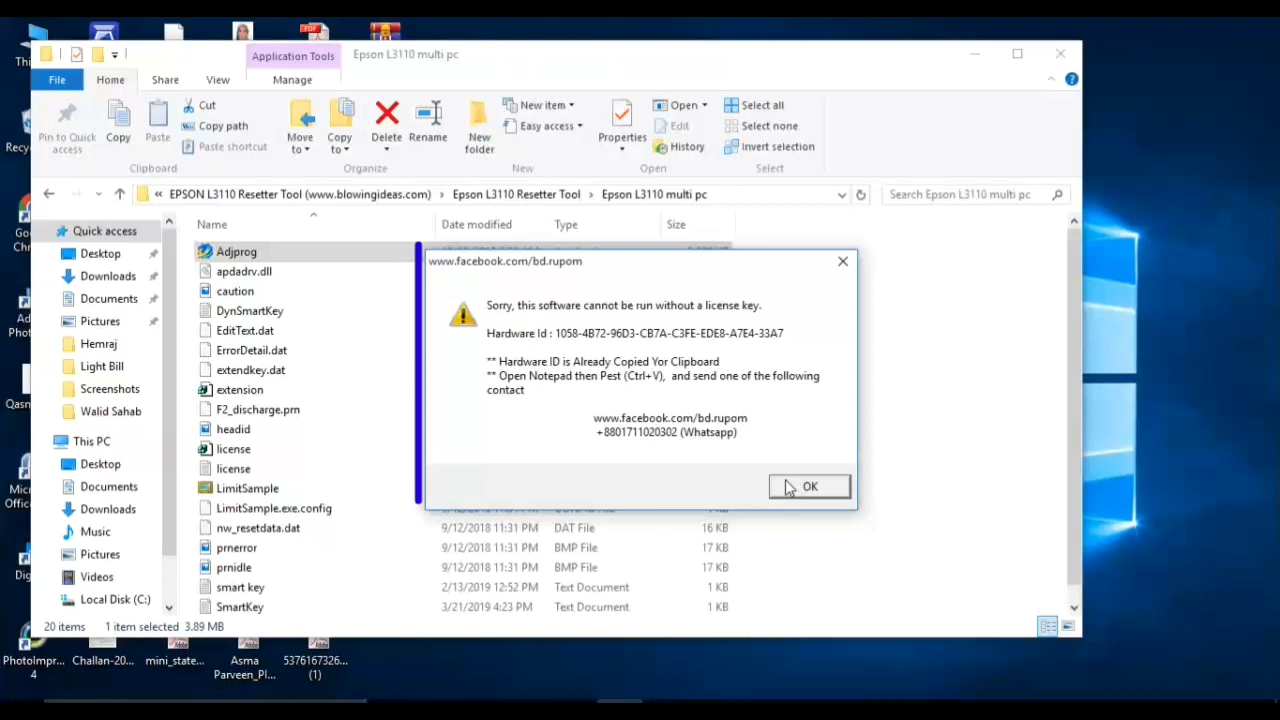 Application Tools
Epson L3110 multi pc
File
Home
Share
View
Manage
Pin to Quick
access
Copy
Paste
Cut
Copy path
Paste shortcut
Clipboard
Move
to
Copy
to
Delete
Rename
Organize
New
folder
New item
Easy access
New
Properties
Open
Edit
History
Open
Select all
Select none
Invert selection
Select
« EPSON L3110 Resetter Tool (www.blowingideas.com) › Epson L3110 Resetter Tool › Epson L3110 multi pc
Search Epson L3110 multi pc
Quick access
Desktop
Downloads
Documents
Pictures
Hemraj
Light Bill
Screenshots
Walid Sahab
This PC
Desktop
Documents
Downloads
Music
Pictures
Videos
Local Disk (C:)
Name
Date modified
Type
Size
Adjprog
apdadrv.dll
caution
DynSmartKey
EditText.dat
ErrorDetail.dat
extendkey.dat
extension
F2_discharge.prn
headid
license
license
LimitSample
LimitSample.exe.config
nw_resetdata.dat 9/12/2018 11:31 PM DAT File 16 KB
prnerror 9/12/2018 11:31 PM BMP File 17 KB
prnidle 9/12/2018 11:31 PM BMP File 17 KB
smart key 2/13/2019 12:52 PM Text Document 1 KB
SmartKey 3/21/2019 4:23 PM Text Document 1 KB
www.facebook.com/bd.rupom
Sorry, this software cannot be run without a license key.
Hardware Id : 1058-4B72-96D3-CB7A-C3FE-EDE8-A7E4-33A7
** Hardware ID is Already Copied Yor Clipboard
** Open Notepad then Pest (Ctrl+V),  and send one of the following
contact
www.facebook.com/bd.rupom
+8801711020302 (Whatsapp)
OK
20 items
1 item selected  3.89 MB
PhotoImpr...
4
Challan-20...
mini_state...
Asma
Parveen_Pl...
5376167326...
(1)